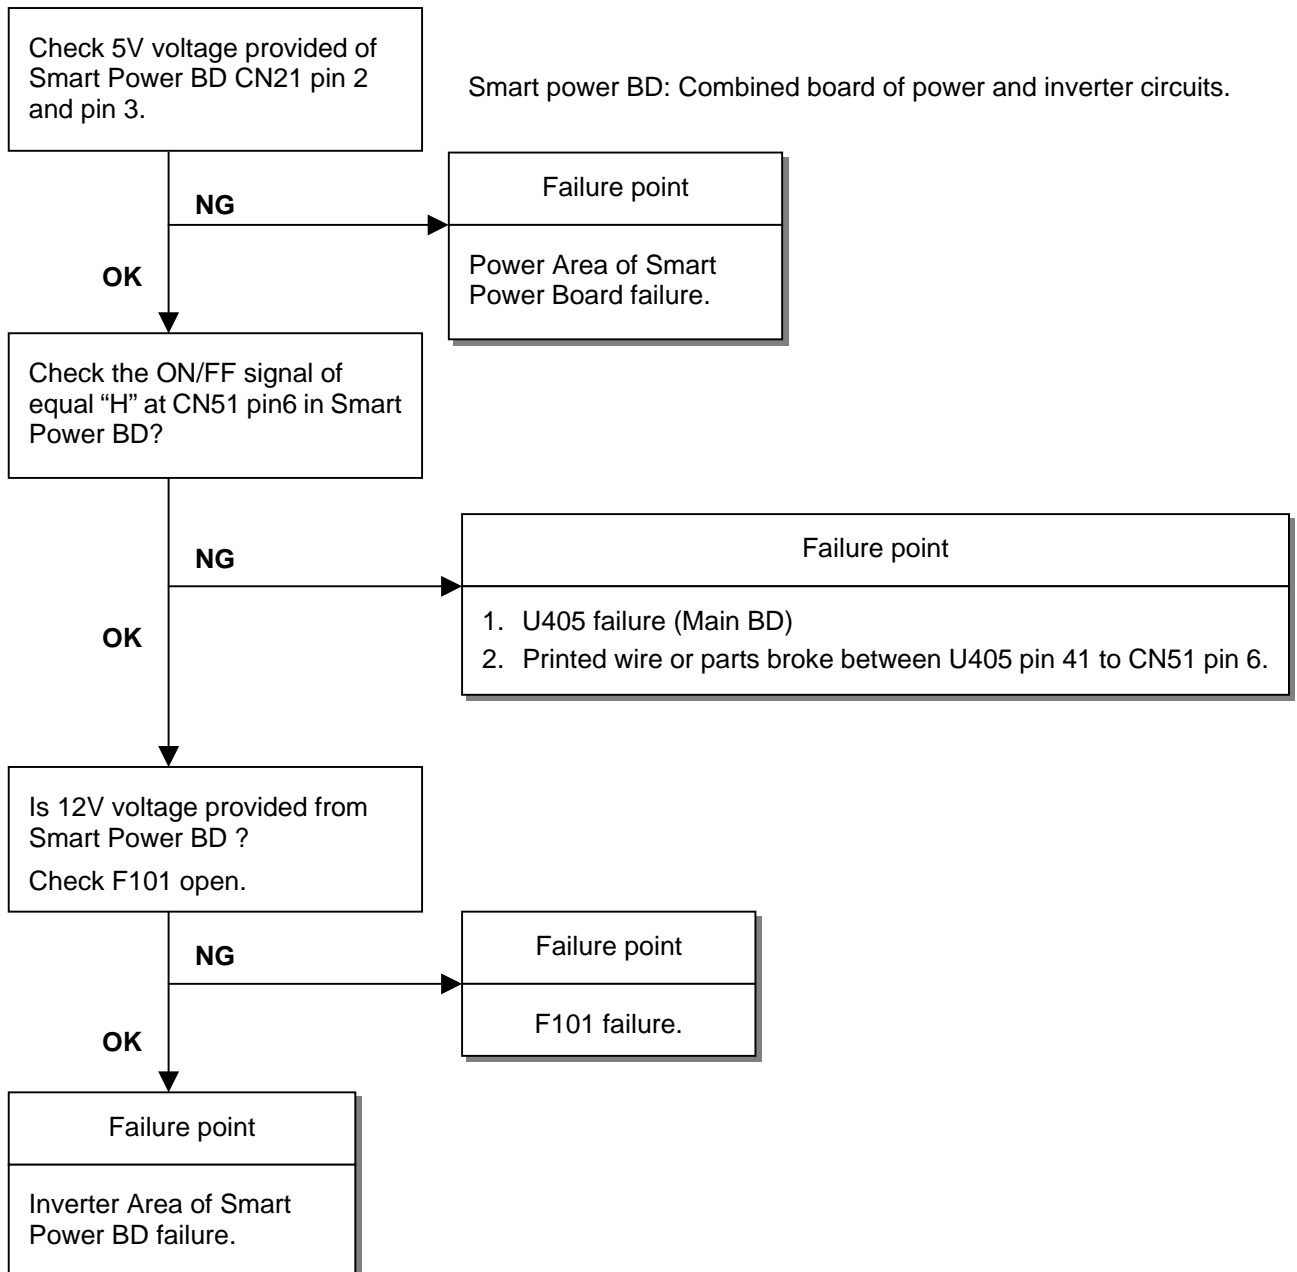 Check 5V voltage provided of
Smart Power BD CN21 pin 2
and pin 3.
Smart power BD: Combined board of power and inverter circuits.
NG
Failure point
Power Area of Smart
Power Board failure.
OK
Check the ON/FF signal of
equal “H” at CN51 pin6 in Smart
Power BD?
NG
Failure point
1. U405 failure (Main BD)
2. Printed wire or parts broke between U405 pin 41 to CN51 pin 6.
OK
Is 12V voltage provided from
Smart Power BD ?
Check F101 open.
NG
Failure point
F101 failure.
OK
Failure point
Inverter Area of Smart
Power BD failure.